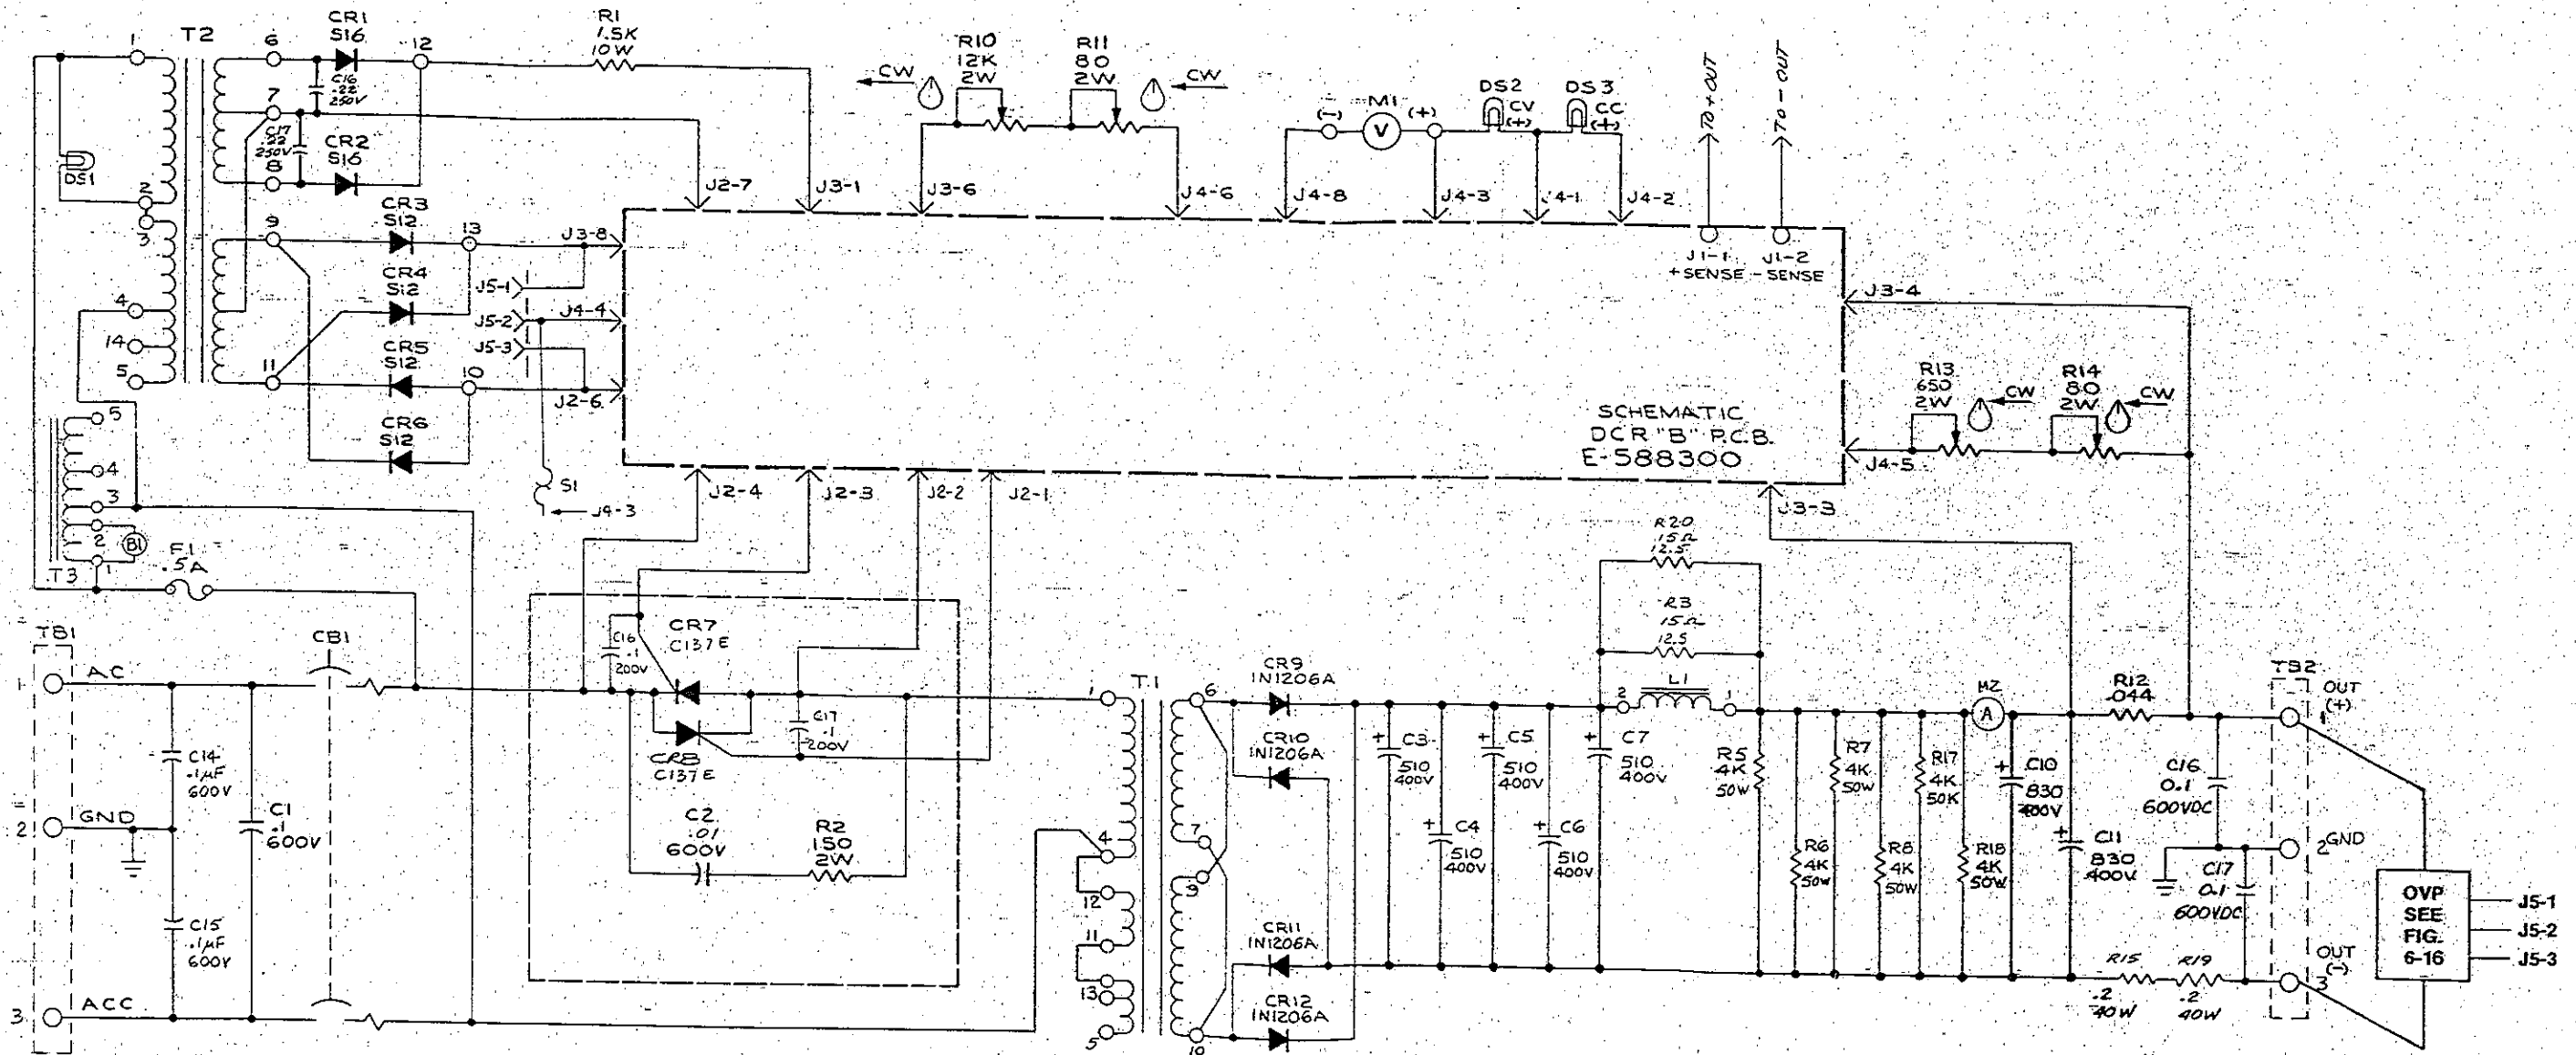 T2
1
2
3
4
14
5
DS1
6
7
8
9
11
CR1
S16
12
C16
.22
250V
C17
.22
250V
CR2
S16
R1
1.5K
10W
CR3
S12
13
CR4
S12
CR5
S12
10
CR6
S12
J3-8
J5-1
J5-2
J4-4
J5-3
J2-6
S1
J4-3
CW
R10
12K
2W
R11
80
2W
CW
(-)
M1
V
(+)
DS2
CV
(+)
DS3
CC
(+)
TO + OUT
TO - OUT
J2-7
J3-1
J3-6
J4-6
J4-8
J4-3
J4-1
J4-2
J1-1
+ SENSE
J1-2
- SENSE
J3-4
R13
650
2W
CW
R14
80
2W
CW
J4-5
SCHEMATIC
DCR "B" P.C.B.
E-588300
J2-4
J2-3
J2-2
J2-1
J3-3
5
4
3
2
1
T3
B1
F1
.5A
TB1
1
AC
CB1
2
GND
3
ACC
C14
.1µF
600V
C15
.1µF
600V
C1
.1
600V
C16
.1
200V
CR7
C137E
CR8
C137E
C17
.1
200V
C2
.01
600V
R2
150
2W
T1
1
4
12
11
13
5
6
7
9
10
CR9
1N1206A
CR10
1N1206A
CR11
1N1206A
CR12
1N1206A
C3
+
510
400V
C4
+
510
400V
C5
+
510
400V
C6
+
510
400V
C7
+
510
400V
R20
15Ω
12.5
R3
15Ω
12.5
2
L1
1
R5
4K
50W
R6
4K
50W
R7
4K
50W
R8
4K
50W
R17
4K
50K
R18
4K
50W
M2
A
C10
+
830
400V
C11
+
830
400V
R12
.044
C16
0.1
600VDC
C17
0.1
600VDC
R15
.2
40W
R19
.2
40W
TB2
OUT
(+)
1
2
GND
OUT
(-)
3
OVP
SEE
FIG.
6-16
J5-1
J5-2
J5-3